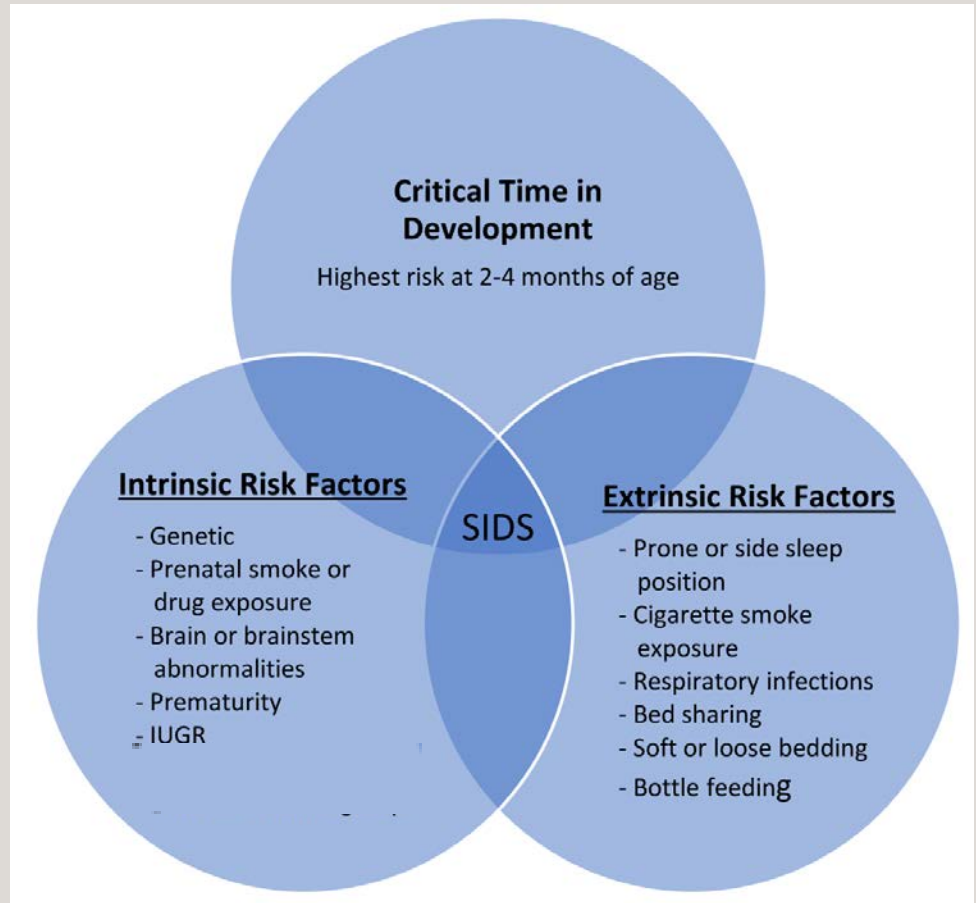 Critical Time in
Development
Highest risk at 2-4 months of age
Intrinsic Risk Factors
- Genetic
- Prenatal smoke or
drug exposure
- Brain or brainstem
abnormalities
- Prematurity
- IUGR
SIDS
Extrinsic Risk Factors
- Prone or side sleep
position
- Cigarette smoke
exposure
- Respiratory infections
- Bed sharing
- Soft or loose bedding
- Bottle feeding